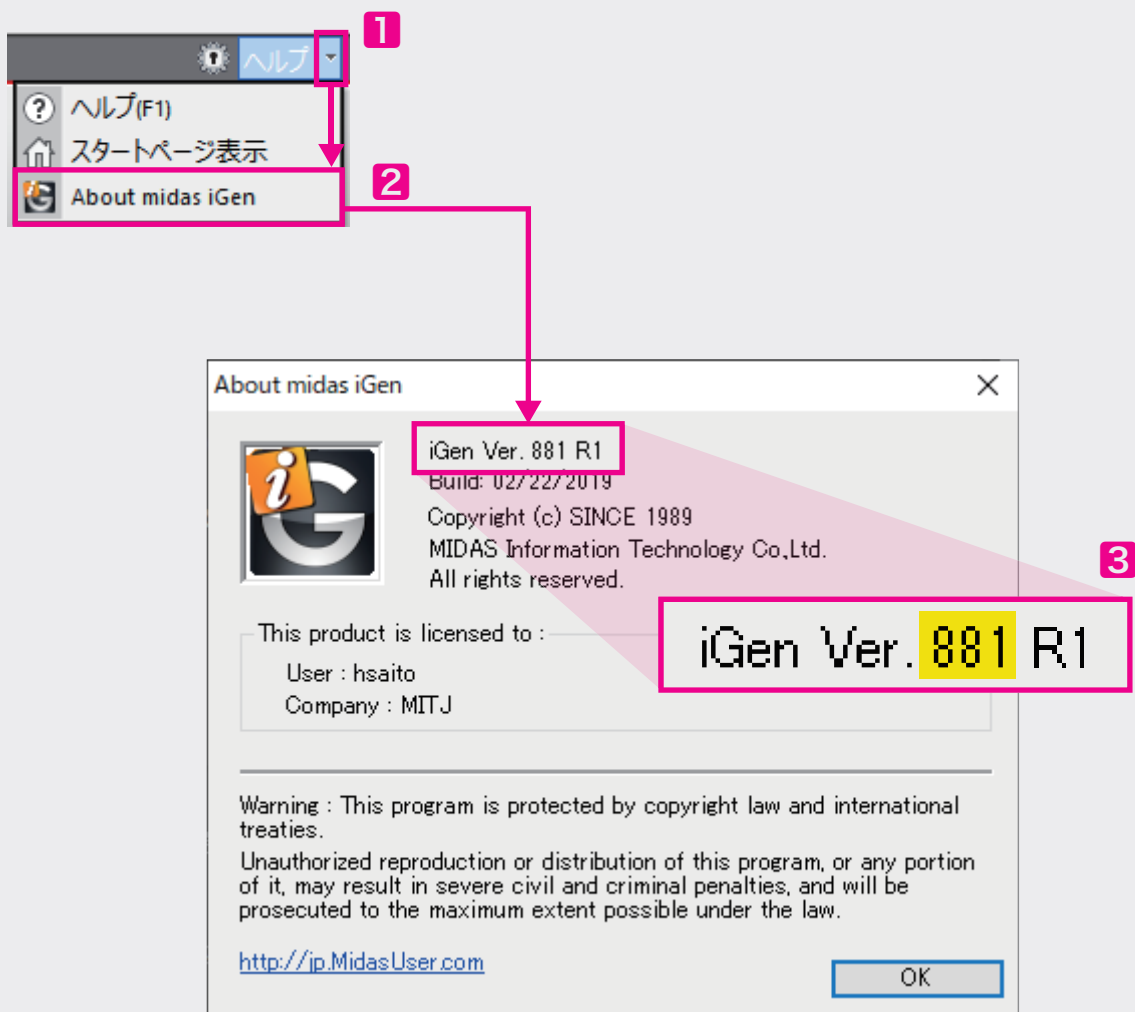 1
ヘルプ
ヘルプ(F1)
スタートページ表示
About midas iGen
2
About midas iGen
iGen Ver. 881 R1
Build: 02/22/2019
Copyright (c) SINCE 1989
MIDAS Information Technology Co,Ltd.
All rights reserved.
3
iGen Ver. 881 R1
This product is licensed to :
User : hsaito
Company : MITJ
Warning : This program is protected by copyright law and international
treaties.
Unauthorized reproduction or distribution of this program, or any portion
of it, may result in severe civil and criminal penalties, and will be
prosecuted to the maximum extent possible under the law.
http://jp.MidasUser.com
OK